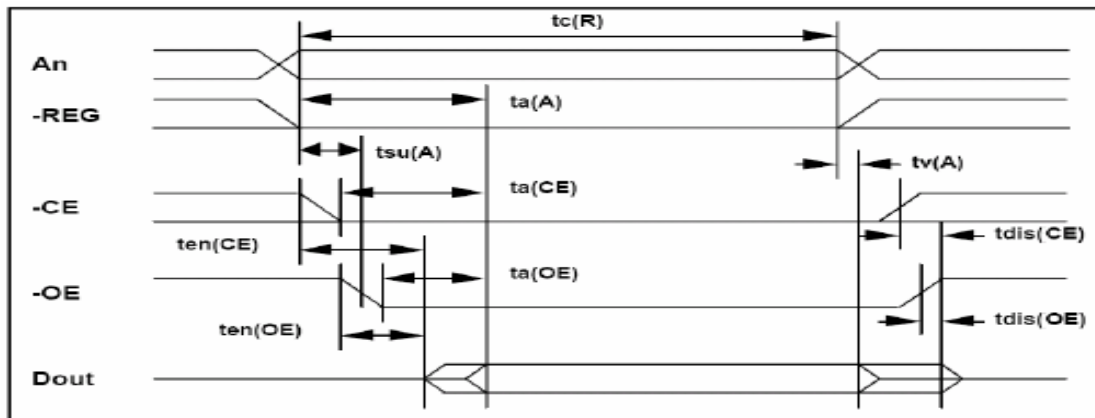 tc(R)
An
ta(A)
-REG
tsu(A)
tv(A)
ta(CE)
-CE
ten(CE)
tdis(CE)
ta(OE)
-OE
ten(OE)
tdis(OE)
Dout